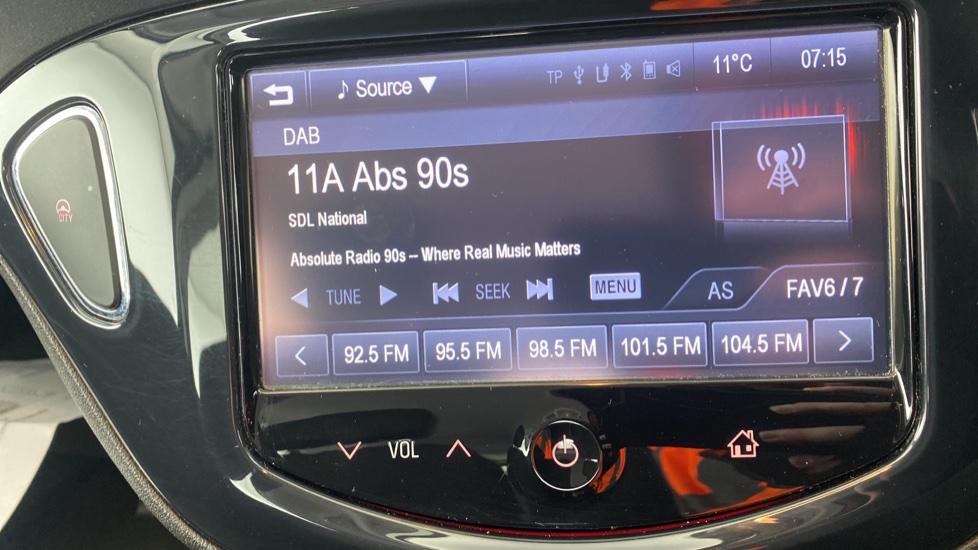 Source TP 11°C 07:15
DAB
11A Abs 90s
SDL National
CITY
Absolute Radio 90s -- Where Real Music Matters
TUNE SEEK MENU AS FAV6 / 7
92.5 FM 95.5 FM 98.5 FM 101.5 FM 104.5 FM
VOL